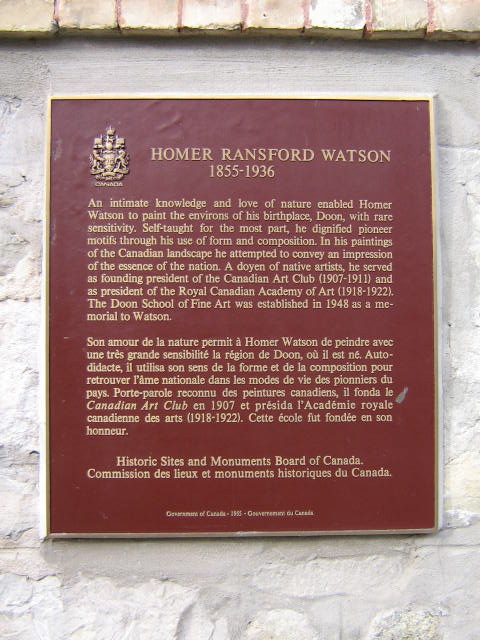 CANADA
HOMER RANSFORD WATSON
1855-1936
An intimate knowledge and love of nature enabled Homer
Watson to paint the environs of his birthplace, Doon, with rare
sensitivity. Self-taught for the most part, he dignified pioneer
motifs through his use of form and composition. In his paintings
of the Canadian landscape he attempted to convey an impression
of the essence of the nation. A doyen of native artists, he served
as founding president of the Canadian Art Club (1907-1911) and
as president of the Royal Canadian Academy of Art (1918-1922).
The Doon School of Fine Art was established in 1948 as a me-
morial to Watson.
Son amour de la nature permit à Homer Watson de peindre avec
une très grande sensibilité la région de Doon, où il est né. Auto-
didacte, il utilisa son sens de la forme et de la composition pour
retrouver l'âme nationale dans les modes de vie des pionniers du
pays. Porte-parole reconnu des peintures canadiens, il fonda le
Canadian Art Club en 1907 et présida l'Académie royale
canadienne des arts (1918-1922). Cette école fut fondée en son
honneur.
Historic Sites and Monuments Board of Canada.
Commission des lieux et monuments historiques du Canada.
Government of Canada - - Gouvernement du Canada